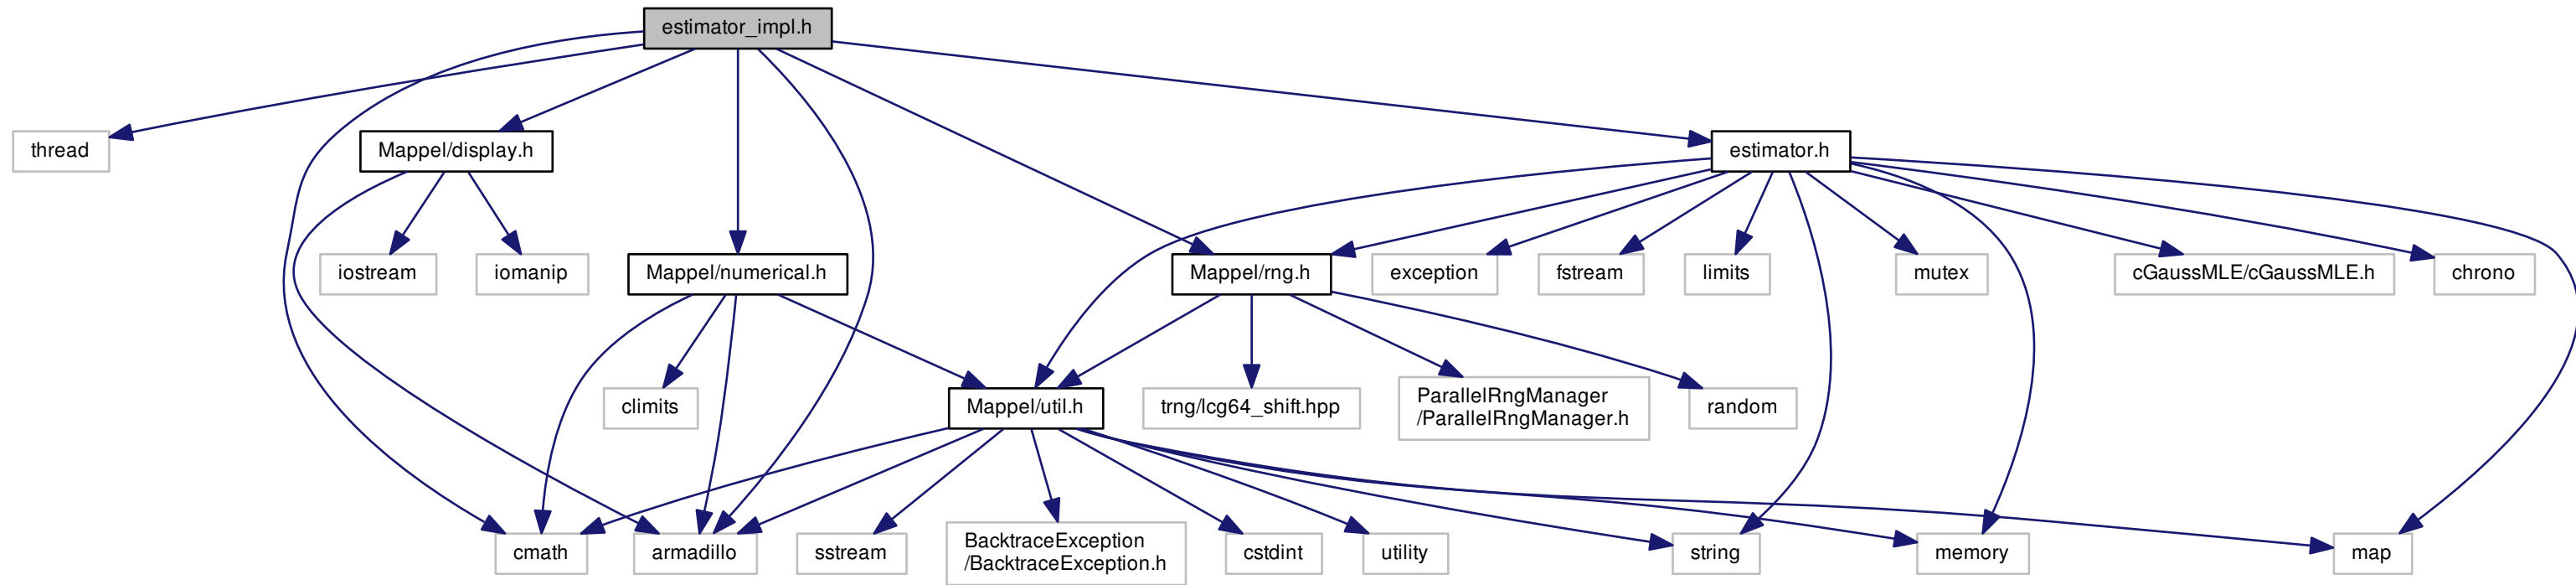 estimator_impl.h
thread
Mappel/display.h
estimator.h
iostream
iomanip
Mappel/numerical.h
Mappel/rng.h
exception
fstream
limits
mutex
cGaussMLE/cGaussMLE.h
chrono
climits
Mappel/util.h
trng/lcg64_shift.hpp
ParallelRngManager
/ParallelRngManager.h
random
cmath
armadillo
sstream
BacktraceException
/BacktraceException.h
cstdint
utility
string
memory
map